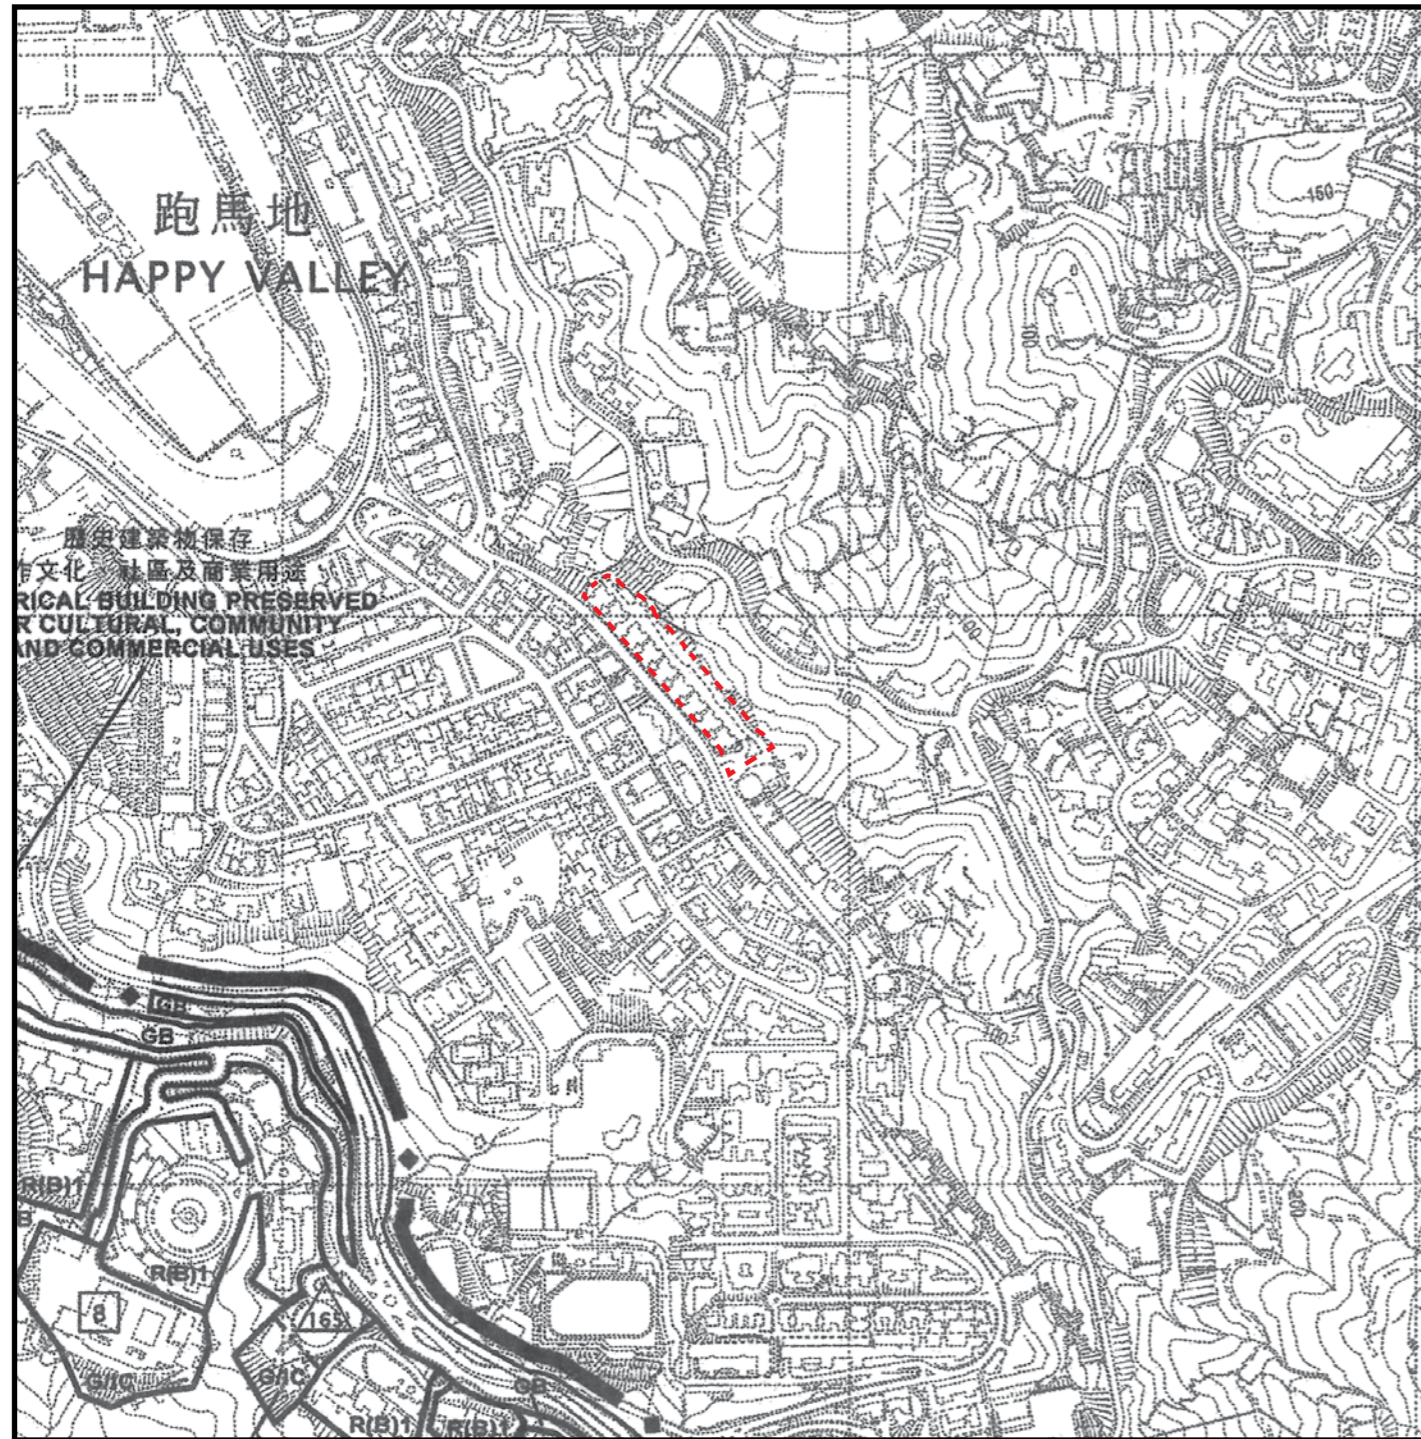 150
跑馬地
HAPPY VALLEY
100
歷史建築物保存
作文化、社區及商業用途
RICAL BUILDING PRESERVED
R CULTURAL, COMMUNITY
AND COMMERCIAL USES
100
100
GB
GB
R(B)1
B
R(B)1
200
8
165
G/IC
G/IC
GB
R(B)1
R(B)1